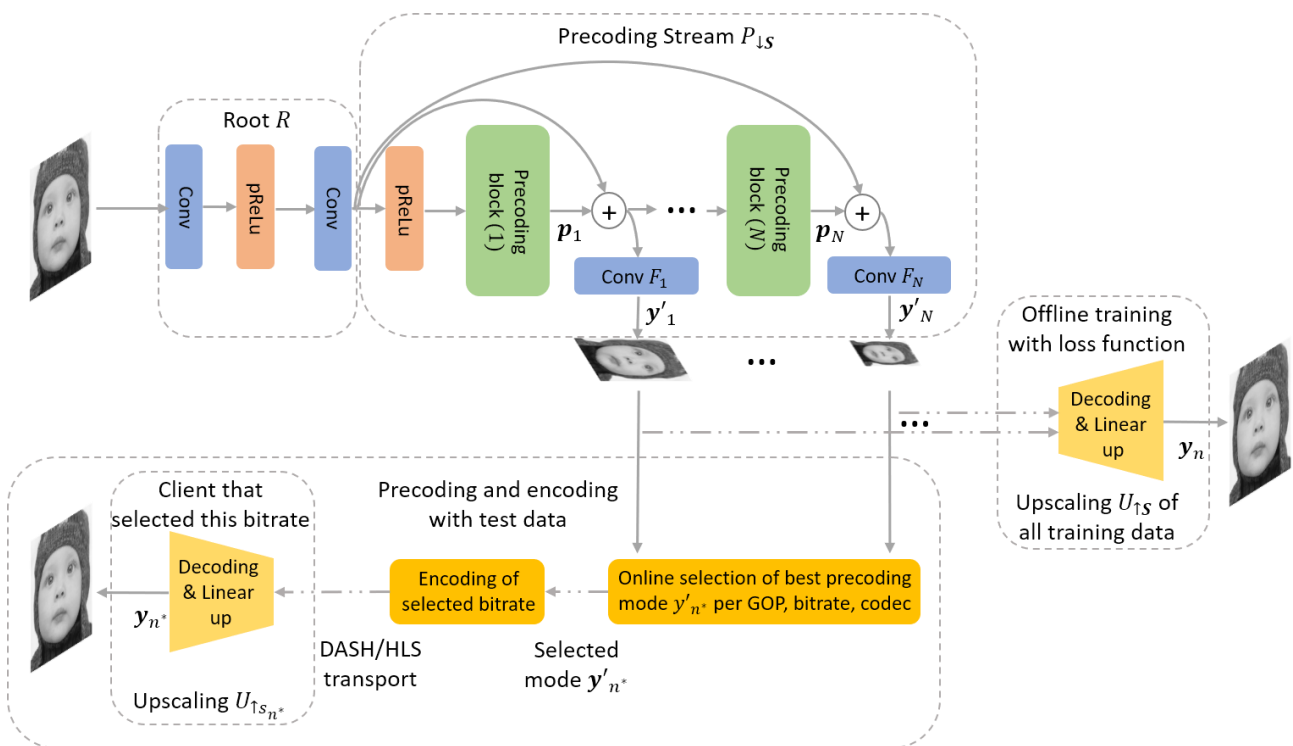 Precoding Stream P↓S
Root R
Conv
pReLu
Conv
pReLu
Precoding
block (1)
p1
+
...
Precoding
block (N)
pN
+
Conv F1
Conv FN
y′1
y′N
...
Offline training
with loss function
Decoding
& Linear
up
yn
...
Upscaling U↑S of
all training data
Client that
selected this bitrate
Precoding and encoding
with test data
Decoding
& Linear
up
yn*
Encoding of
selected bitrate
Online selection of best precoding
mode y′n* per GOP, bitrate, codec
DASH/HLS
transport
Selected
mode y′n*
Upscaling U↑sn*